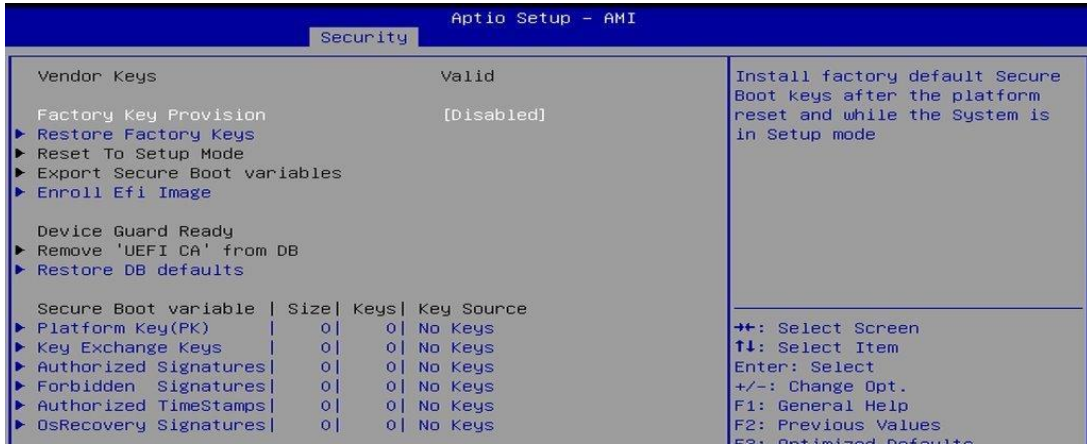 Aptio Setup - AMI
Security
Vendor Keys Valid
Factory Key Provision [Disabled]
▶ Restore Factory Keys
▶ Reset To Setup Mode
▶ Export Secure Boot variables
▶ Enroll Efi Image
Device Guard Ready
▶ Remove 'UEFI CA' from DB
▶ Restore DB defaults
Secure Boot variable | Size| Keys| Key Source
▶ Platform Key(PK) | 0| 0| No Keys
▶ Key Exchange Keys | 0| 0| No Keys
▶ Authorized Signatures| 0| 0| No Keys
▶ Forbidden Signatures| 0| 0| No Keys
▶ Authorized TimeStamps| 0| 0| No Keys
▶ OsRecovery Signatures| 0| 0| No Keys
Install factory default Secure
Boot keys after the platform
reset and while the System is
in Setup mode
→←: Select Screen
↑↓: Select Item
Enter: Select
+/-: Change Opt.
F1: General Help
F2: Previous Values
F3: Optimized Defaults